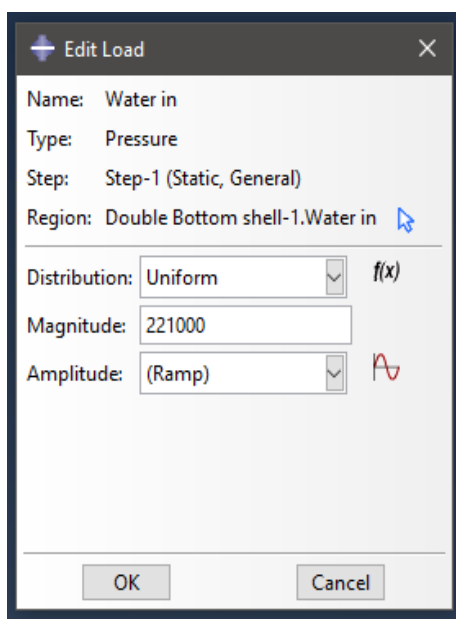 Edit Load
Name: Water in
Type: Pressure
Step: Step-1 (Static, General)
Region: Double Bottom shell-1.Water in
Distribution: Uniform f(x)
Magnitude: 221000
Amplitude: (Ramp)
OK Cancel